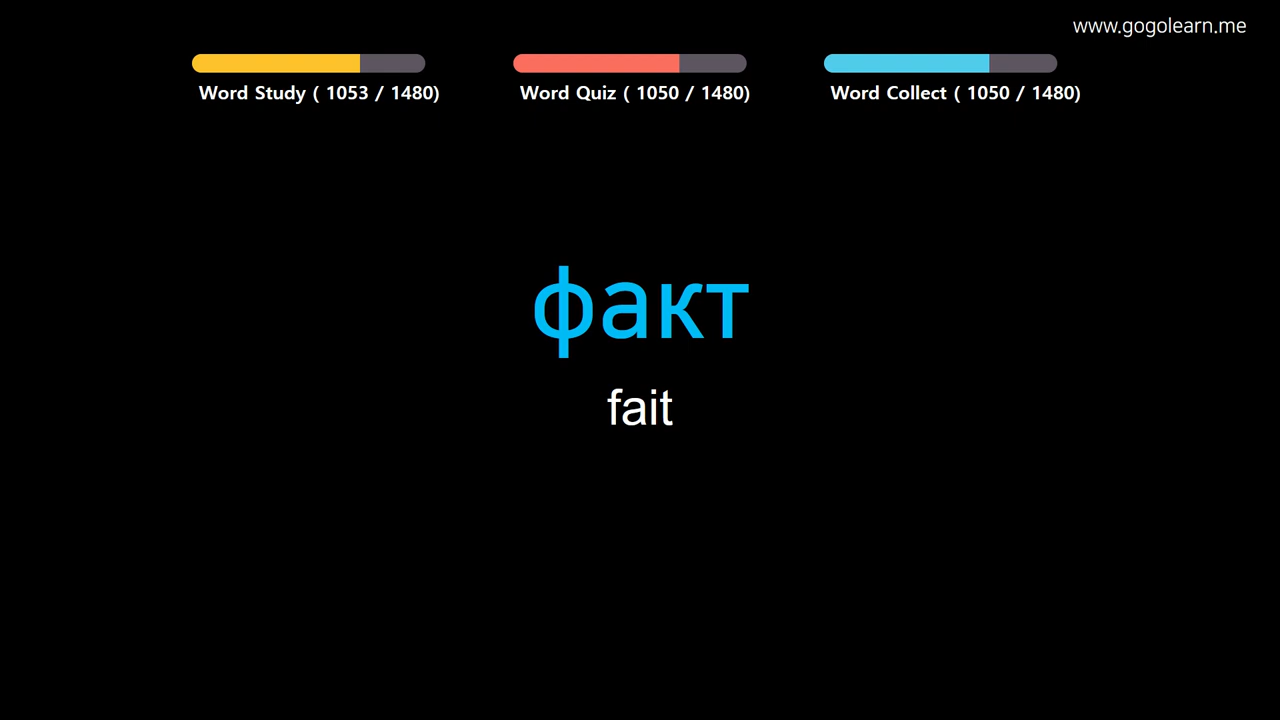 www.gogolearn.me
Word Study ( 1053 / 1480)
Word Quiz ( 1050 / 1480)
Word Collect ( 1050 / 1480)
факт
fait